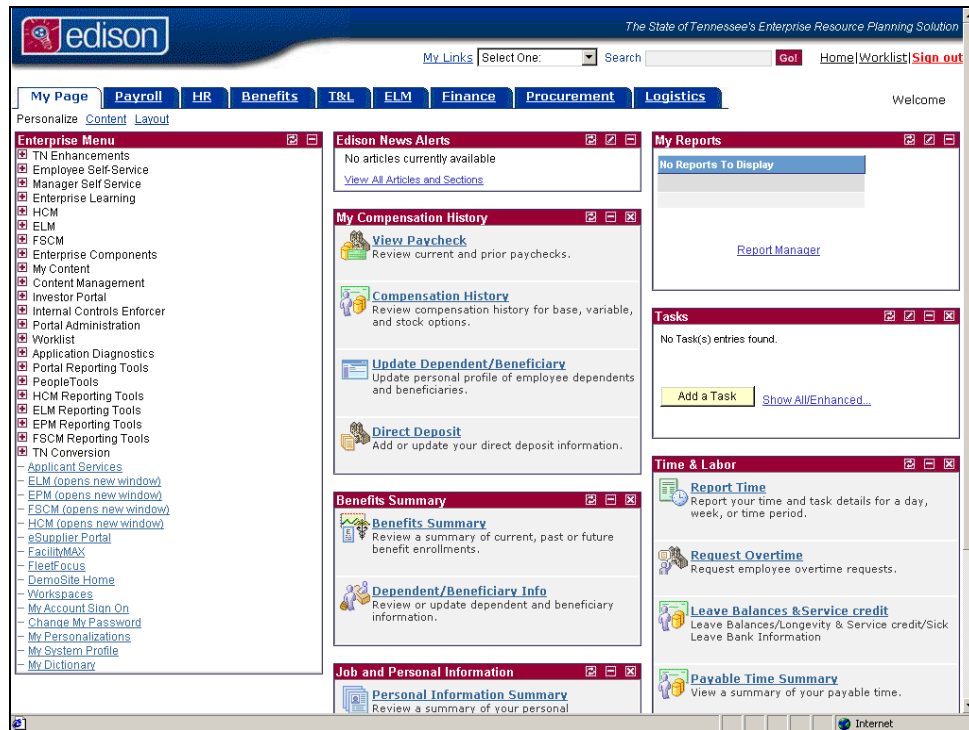 edison
The State of Tennessee's Enterprise Resource Planning Solution
My Links Select One: Search Go! Home|Worklist|Sign out
My Page Payroll HR Benefits T&L ELM Finance Procurement Logistics
Welcome
Personalize Content Layout
Enterprise Menu
TN Enhancements
Employee Self-Service
Manager Self Service
Enterprise Learning
HCM
ELM
FSCM
Enterprise Components
My Content
Content Management
Investor Portal
Internal Controls Enforcer
Portal Administration
Worklist
Application Diagnostics
Portal Reporting Tools
PeopleTools
HCM Reporting Tools
ELM Reporting Tools
EPM Reporting Tools
FSCM Reporting Tools
TN Conversion
Applicant Services
ELM (opens new window)
EPM (opens new window)
FSCM (opens new window)
HCM (opens new window)
eSupplier Portal
FacilityMAX
FleetFocus
DemoSite Home
Workspaces
My Account Sign On
Change My Password
My Personalizations
My System Profile
My Dictionary
Edison News Alerts
No articles currently available
View All Articles and Sections
My Compensation History
View Paycheck
Review current and prior paychecks.
Compensation History
Review compensation history for base, variable,
and stock options.
Update Dependent/Beneficiary
Update personal profile of employee dependents
and beneficiaries.
Direct Deposit
Add or update your direct deposit information.
Benefits Summary
Benefits Summary
Review a summary of current, past or future
benefit enrollments.
Dependent/Beneficiary Info
Review or update dependent and beneficiary
information.
Job and Personal Information
Personal Information Summary
Review a summary of your personal
My Reports
No Reports To Display
Report Manager
Tasks
No Task(s) entries found.
Add a Task Show All/Enhanced...
Time & Labor
Report Time
Report your time and task details for a day,
week, or time period.
Request Overtime
Request employee overtime requests.
Leave Balances &Service credit
Leave Balances/Longevity & Service credit/Sick
Leave Bank Information
Payable Time Summary
View a summary of your payable time.
Internet